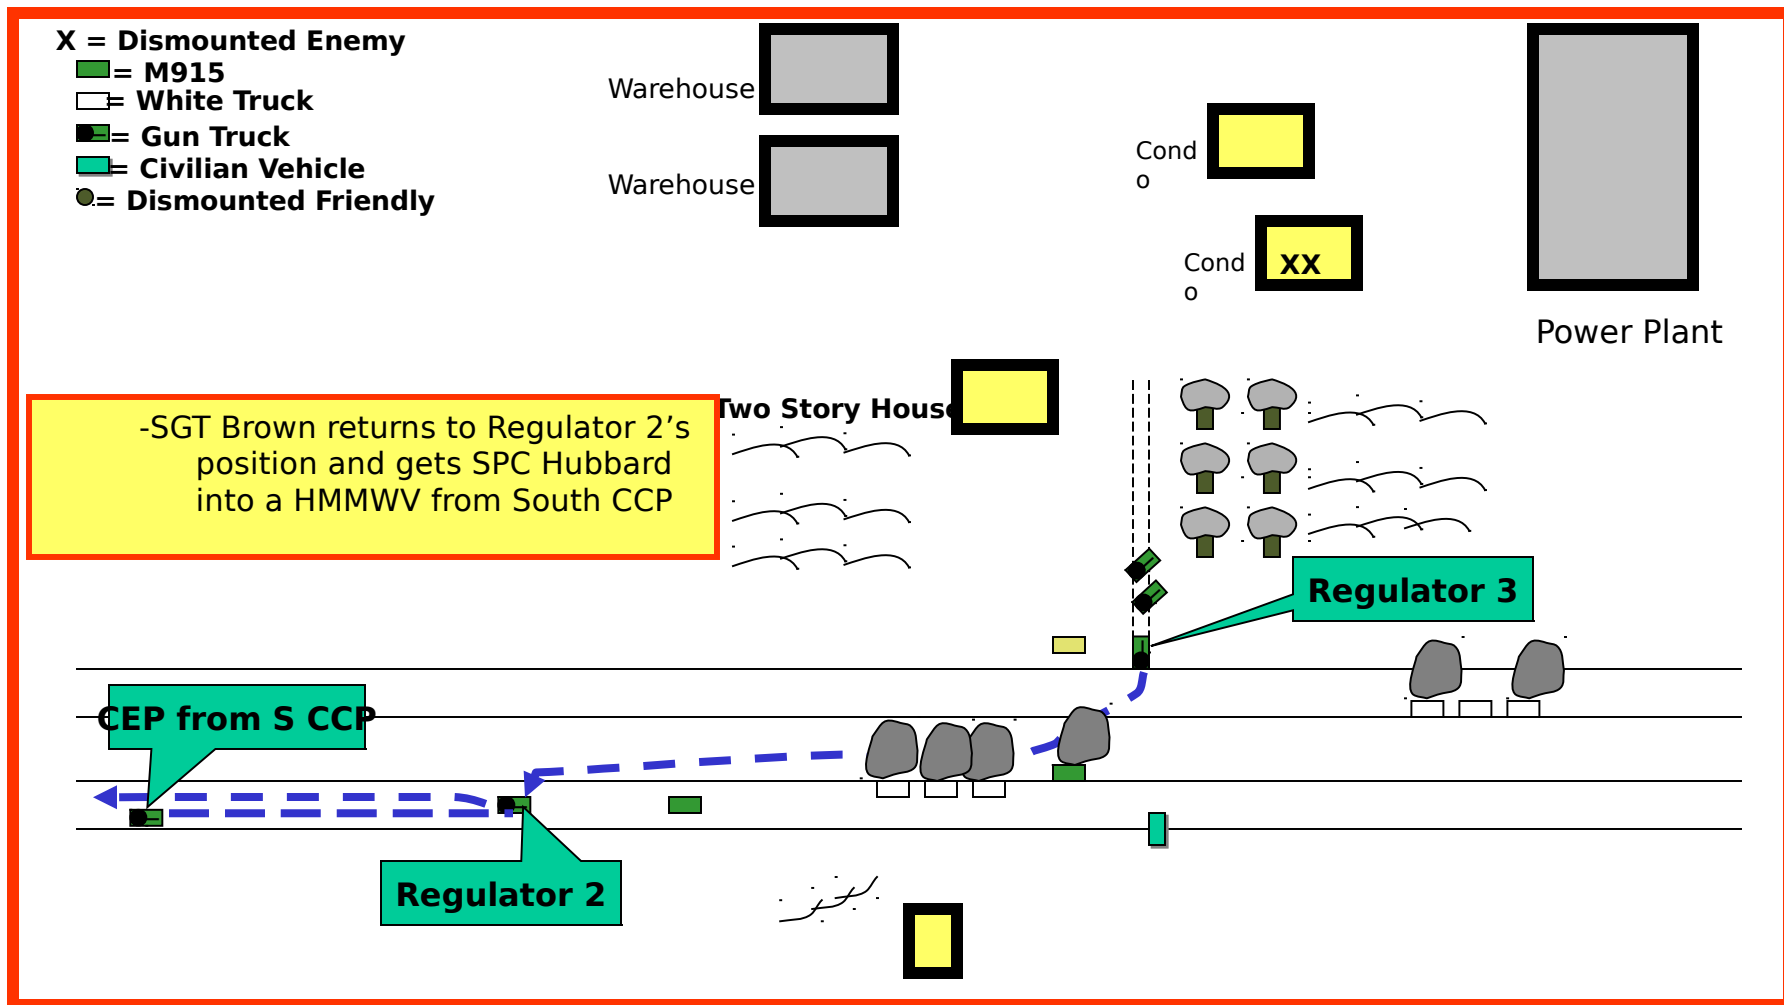 X = Dismounted Enemy
= M915
= White Truck
= Gun Truck
= Civilian Vehicle
= Dismounted Friendly
Warehouse
Warehouse
Cond
o
Cond
o
XX
Power Plant
Two Story House
-SGT Brown returns to Regulator 2’s
position and gets SPC Hubbard
into a HMMWV from South CCP
Regulator 3
CEP from S CCP
Regulator 2